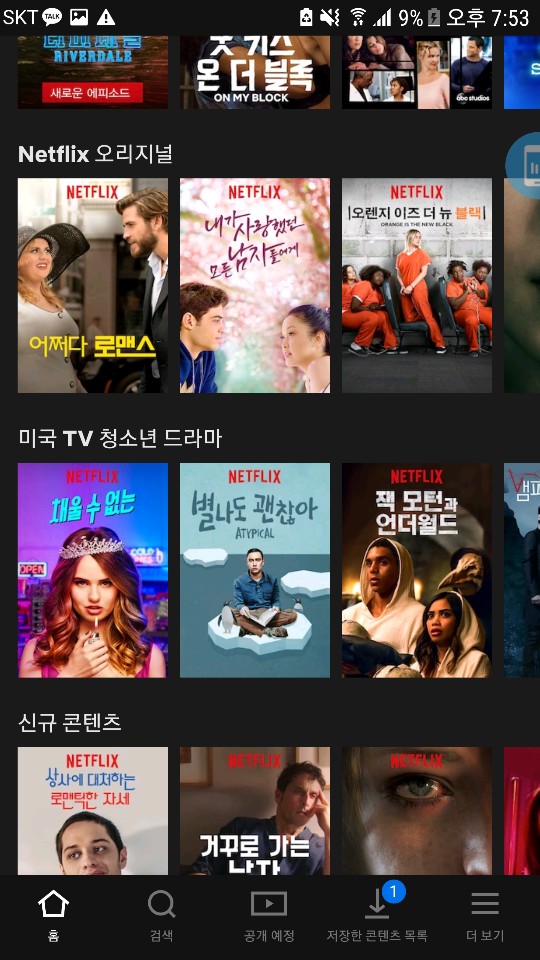 SKT TALK 9% 오후 7:53
RIVERDALE
새로운 에피소드
온 더 블록
ON MY BLOCK
abc studios
Netflix 오리지널
NETFLIX
어쩌다 로맨스
NETFLIX
내가 사랑했던
모든 남자들에게
NETFLIX
오렌지 이즈 더 뉴 블랙
ORANGE IS THE NEW BLACK
미국 TV 청소년 드라마
NETFLIX
채울 수 없는
OPEN
NETFLIX
별나도 괜찮아
ATYPICAL
NETFLIX
잭 모턴과
언더월드
신규 콘텐츠
NETFLIX
상사에 대처하는
로맨틱한 자세
NETFLIX
거꾸로 가는
남자
NETFLIX
1
홈
검색
공개 예정
저장한 콘텐츠 목록
더 보기